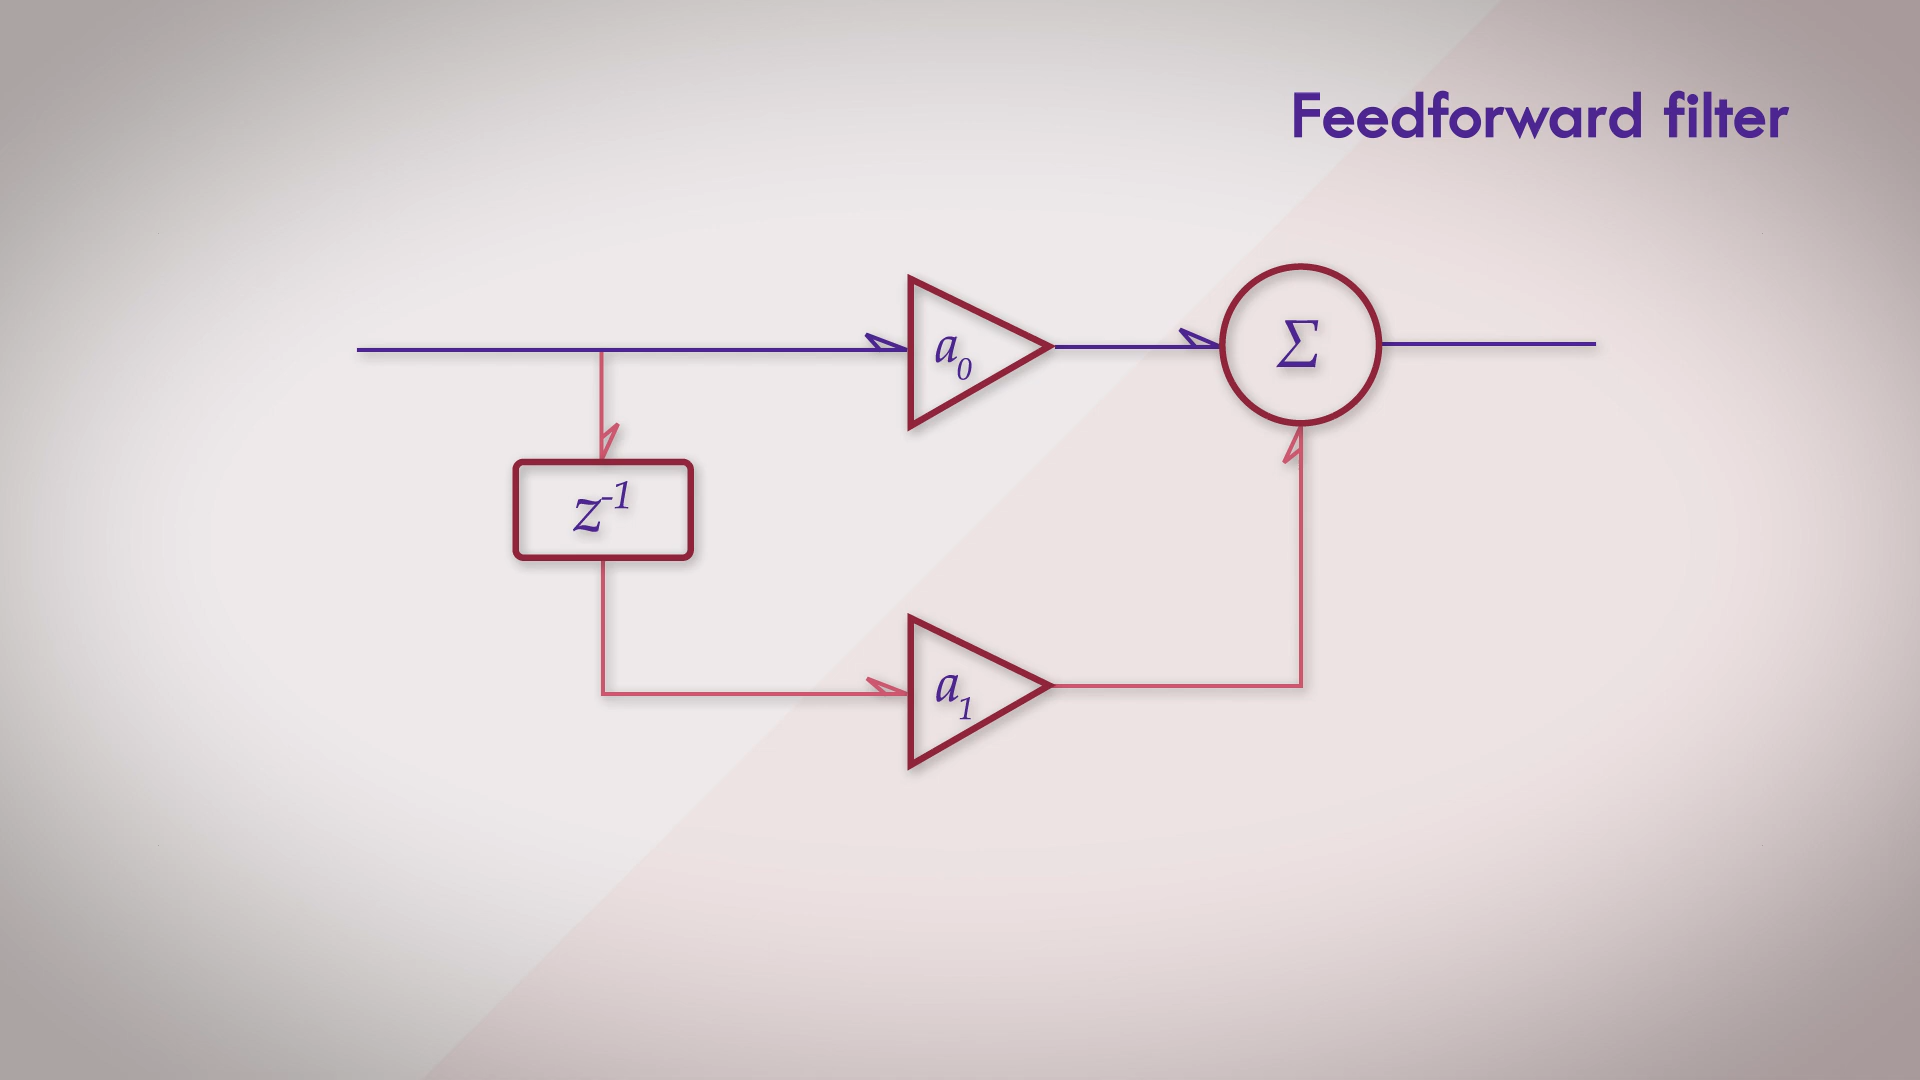 Feedforward filter
a₀
Σ
z⁻¹
a₁